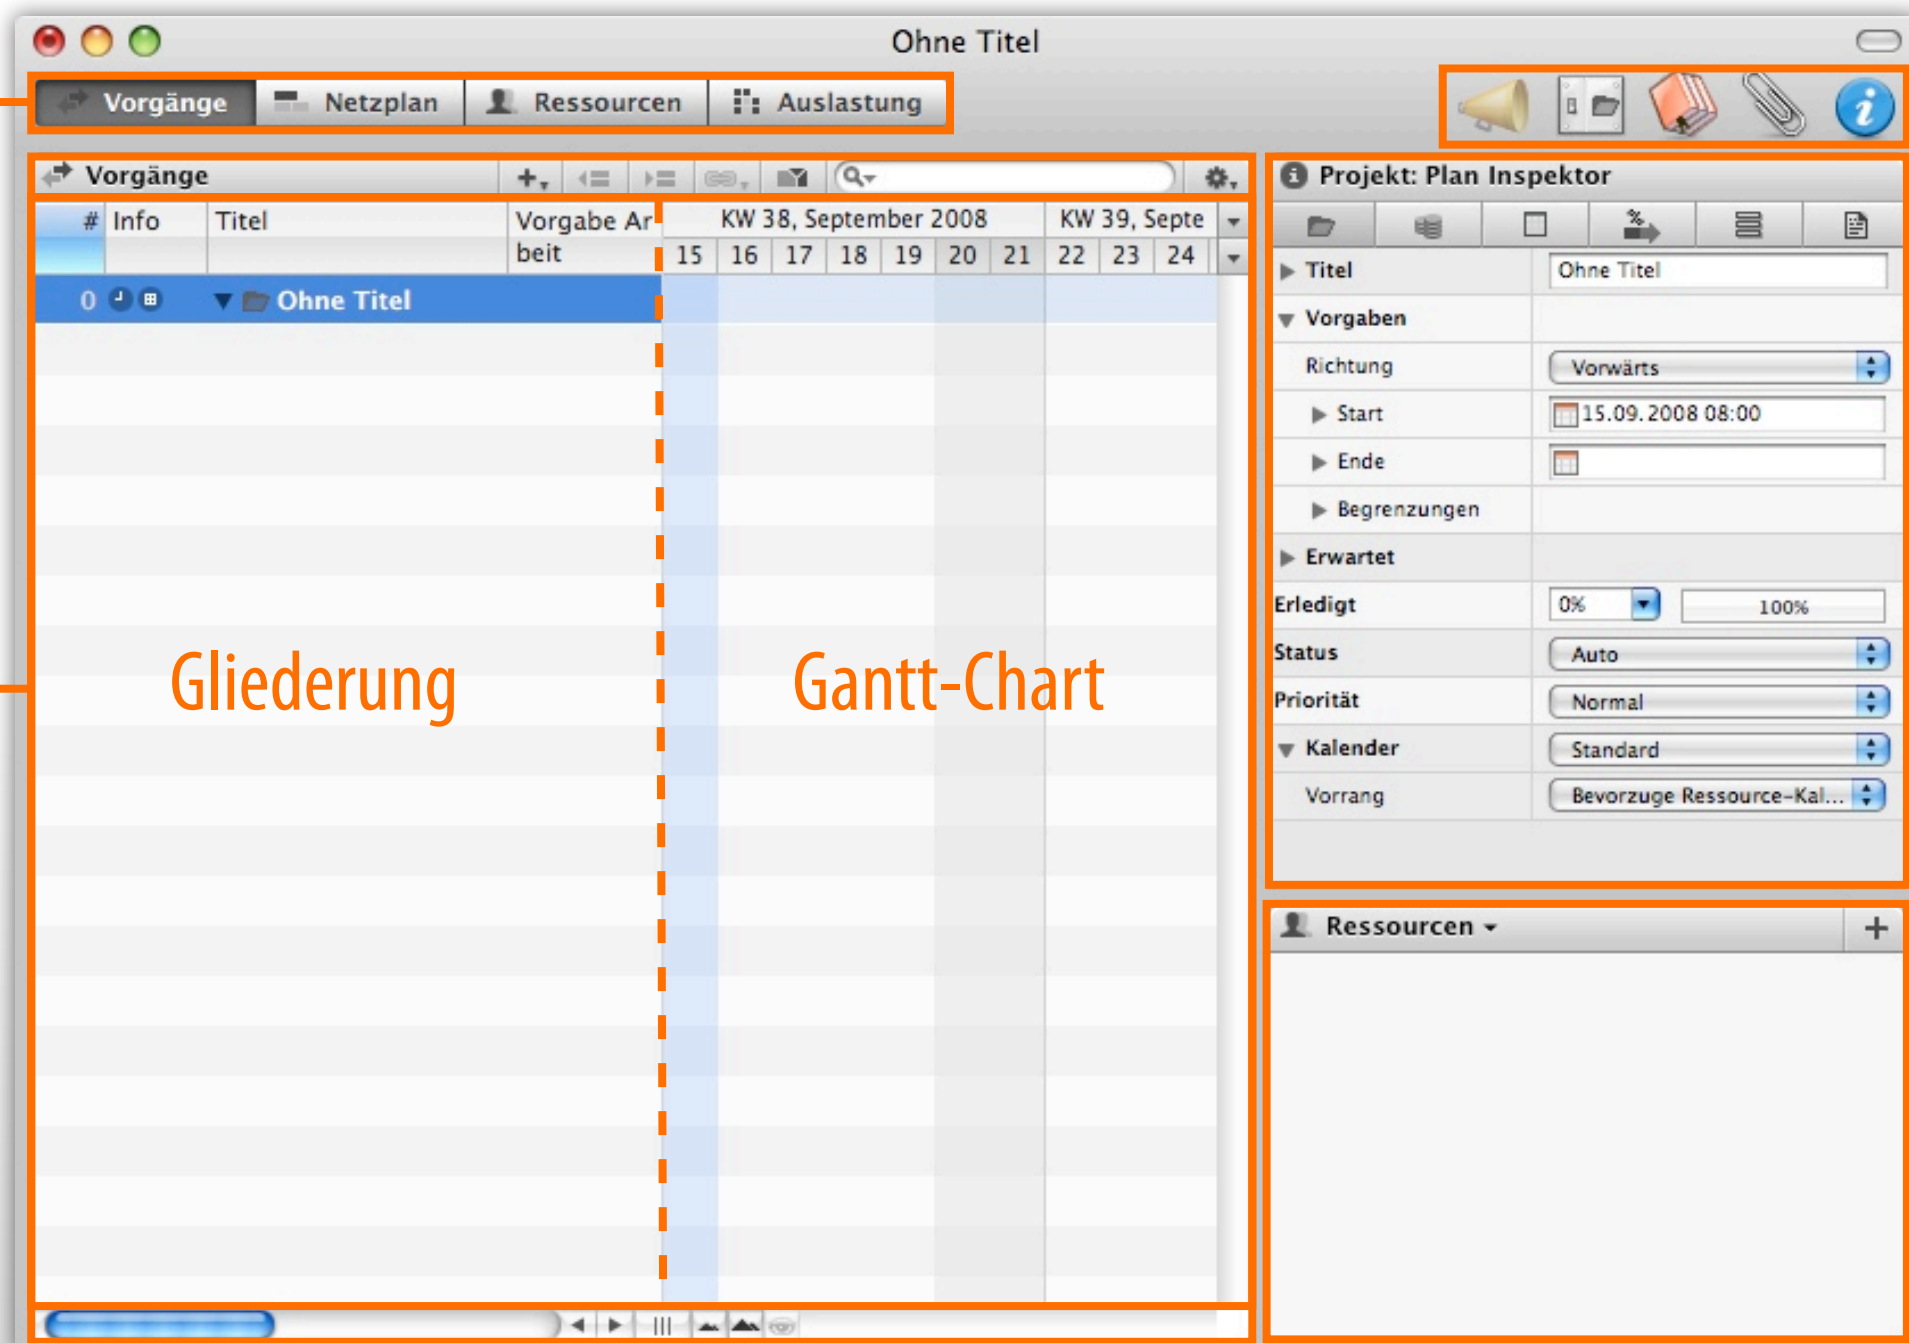 Ohne Titel
Vorgänge
Netzplan
Ressourcen
Auslastung
Vorgänge
# Info Titel Vorgabe Ar
beit
KW 38, September 2008
KW 39, Septe
15 16 17 18 19 20 21 22 23 24
0 Ohne Titel
Gliederung
Gantt-Chart
Projekt: Plan Inspektor
Titel Ohne Titel
Vorgaben
Richtung Vorwärts
Start 15.09.2008 08:00
Ende
Begrenzungen
Erwartet
Erledigt 0% 100%
Status Auto
Priorität Normal
Kalender Standard
Vorrang Bevorzuge Ressource-Kal...
Ressourcen